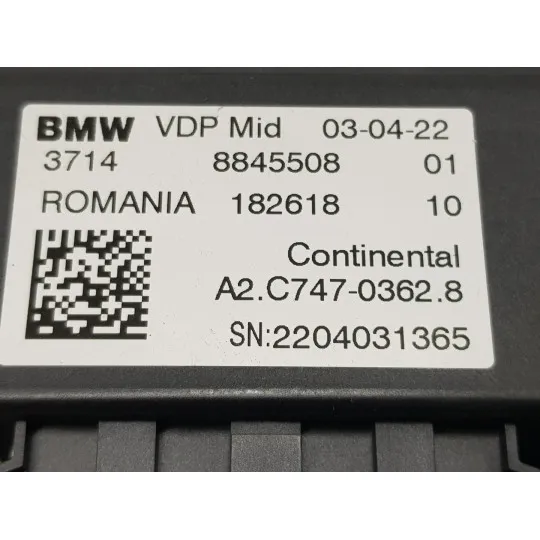 BMW VDP Mid 03-04-22
3714 8845508 01
ROMANIA 182618 10
Continental
A2.C747-0362.8
SN:2204031365